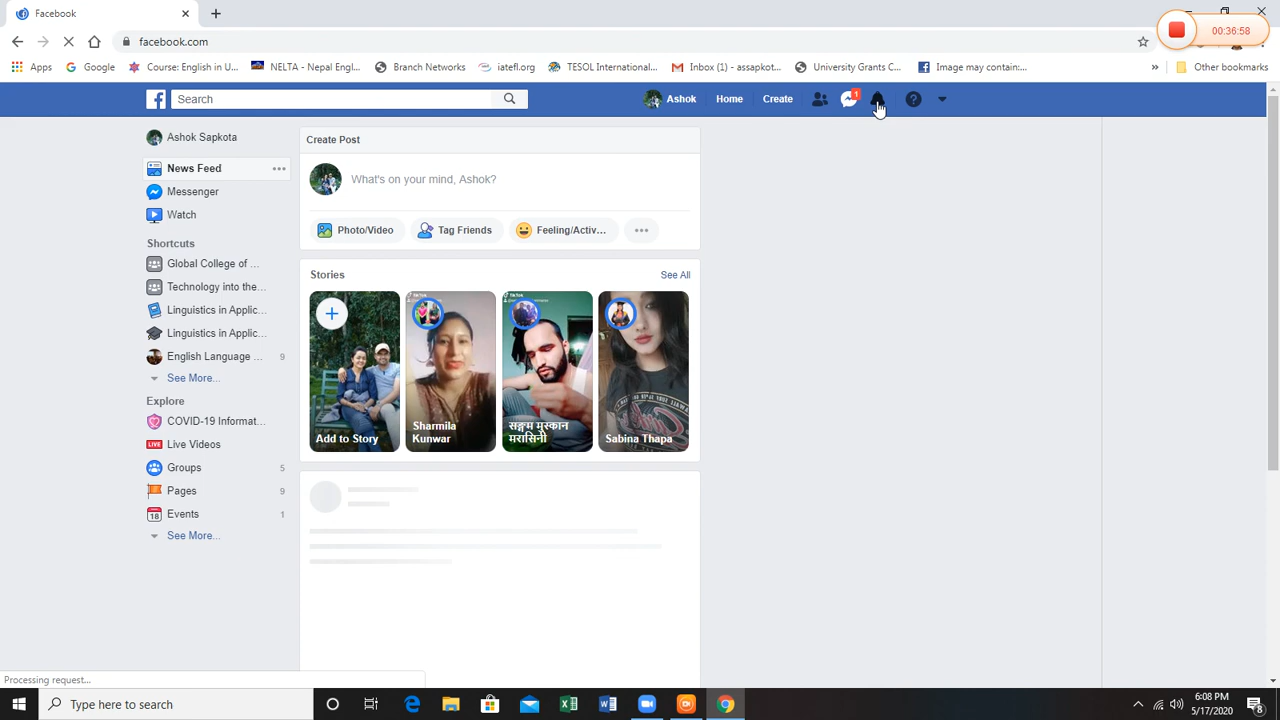 Facebook
00:36:58
facebook.com
Apps
Google
Course: English in U...
NELTA - Nepal Engl...
Branch Networks
iatefl.org
TESOL International...
Inbox (1) - assapkot...
University Grants C...
Image may contain:...
»
Other bookmarks
Search
Ashok
Home
Create
1
Ashok Sapkota
News Feed
Messenger
Watch
Shortcuts
Global College of ...
Technology into the...
Linguistics in Applic...
Linguistics in Applic...
English Language ... 9
See More...
Explore
COVID-19 Informat...
LIVE Live Videos
Groups 5
Pages 9
18 Events 1
See More...
Create Post
What's on your mind, Ashok?
Photo/Video
Tag Friends
Feeling/Activ...
Stories
See All
Add to Story
Sharmila
Kunwar
सङ्गम मुस्कान
मरासिनी
Sabina Thapa
Processing request...
Type here to search
6:08 PM
5/17/2020
8